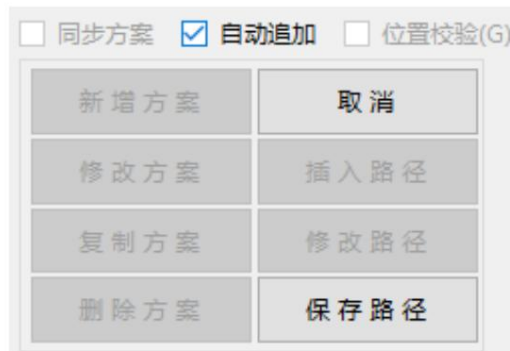 同步方案 自动追加 位置校验(G)
新增方案 取消
修改方案 插入路径
复制方案 修改路径
删除方案 保存路径